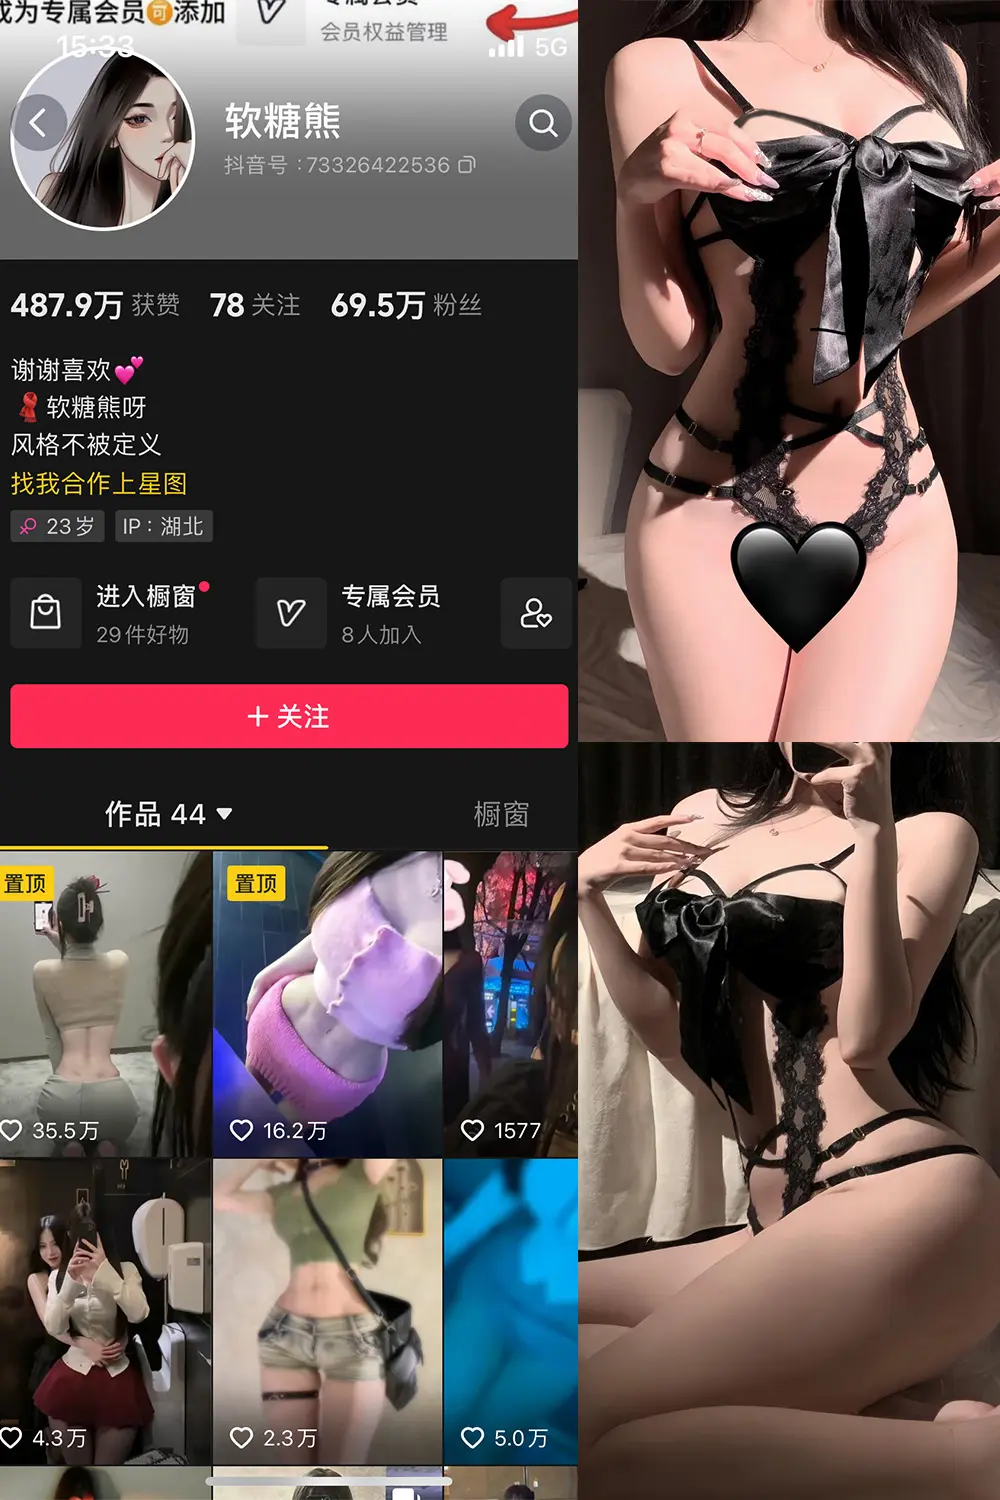 成为专属会员可添加
会员权益管理
15:33
5G
软糖熊
抖音号：73326422536
487.9万 获赞 78 关注 69.5万 粉丝
谢谢喜欢
软糖熊呀
风格不被定义
找我合作上星图
23岁 IP：湖北
进入橱窗
29件好物
专属会员
8人加入
+ 关注
作品 44 橱窗
置顶 置顶
35.5万 16.2万 1577
4.3万 2.3万 5.0万